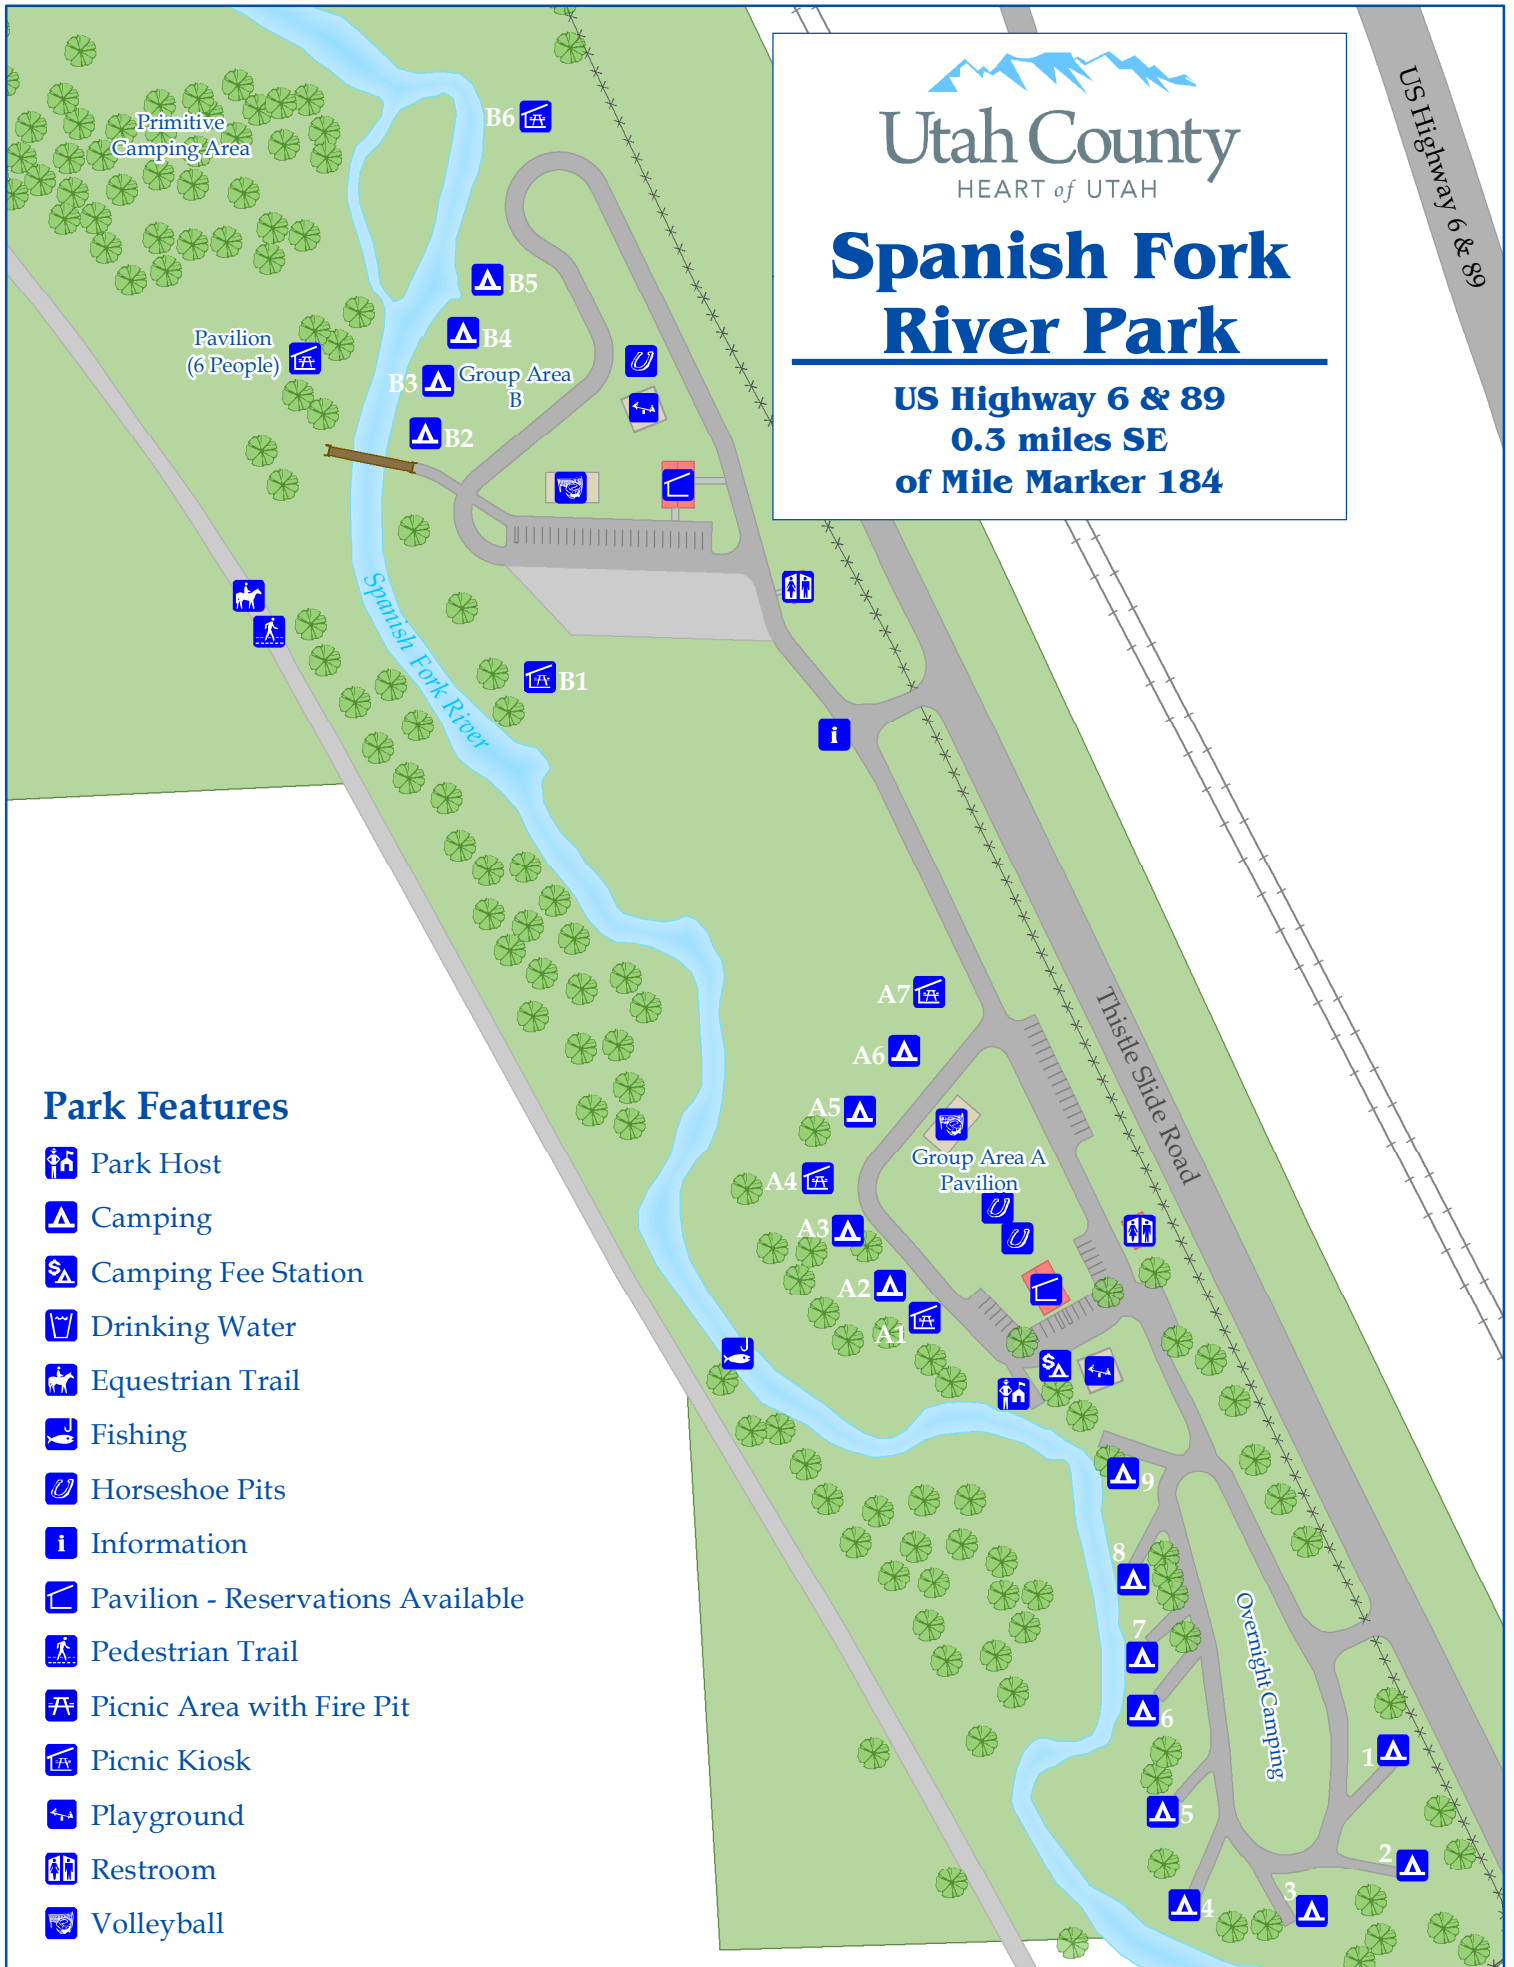 Utah County
HEART of UTAH
Spanish Fork
River Park
US Highway 6 & 89
0.3 miles SE
of Mile Marker 184
US Highway 6 & 89
Primitive
Camping Area
B6
B5
B4
Pavilion
(6 People)
B3
Group Area
B
B2
Spanish Fork River
B1
i
Thistle Slide Road
A7
A6
A5
Group Area A
Pavilion
A4
A3
A2
A1
$
9
8
7
6
5
4
3
2
1
Overnight Camping
Park Features
Park Host
Camping
$
Camping Fee Station
Drinking Water
Equestrian Trail
Fishing
Horseshoe Pits
i
Information
Pavilion - Reservations Available
Pedestrian Trail
Picnic Area with Fire Pit
Picnic Kiosk
Playground
Restroom
Volleyball